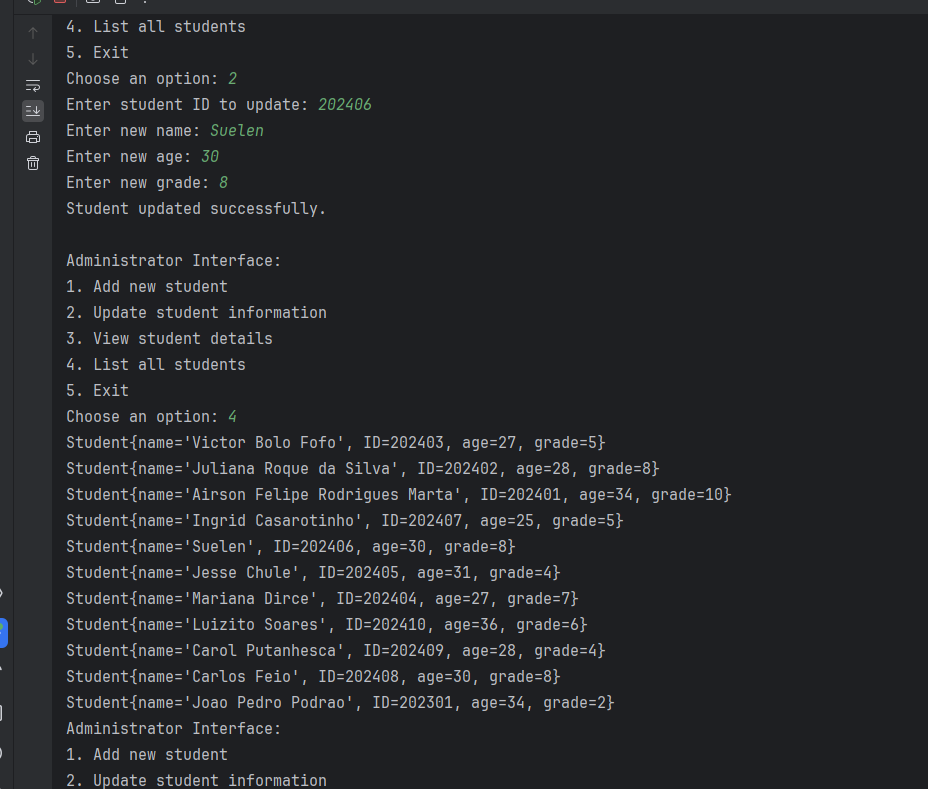 4. List all students
5. Exit
Choose an option: 2
Enter student ID to update: 202406
Enter new name: Suelen
Enter new age: 30
Enter new grade: 8
Student updated successfully.
Administrator Interface:
1. Add new student
2. Update student information
3. View student details
4. List all students
5. Exit
Choose an option: 4
Student{name='Victor Bolo Fofo', ID=202403, age=27, grade=5}
Student{name='Juliana Roque da Silva', ID=202402, age=28, grade=8}
Student{name='Airson Felipe Rodrigues Marta', ID=202401, age=34, grade=10}
Student{name='Ingrid Casarotinho', ID=202407, age=25, grade=5}
Student{name='Suelen', ID=202406, age=30, grade=8}
Student{name='Jesse Chule', ID=202405, age=31, grade=4}
Student{name='Mariana Dirce', ID=202404, age=27, grade=7}
Student{name='Luizito Soares', ID=202410, age=36, grade=6}
Student{name='Carol Putanhesca', ID=202409, age=28, grade=4}
Student{name='Carlos Feio', ID=202408, age=30, grade=8}
Student{name='Joao Pedro Podrao', ID=202301, age=34, grade=2}
Administrator Interface:
1. Add new student
2. Update student information